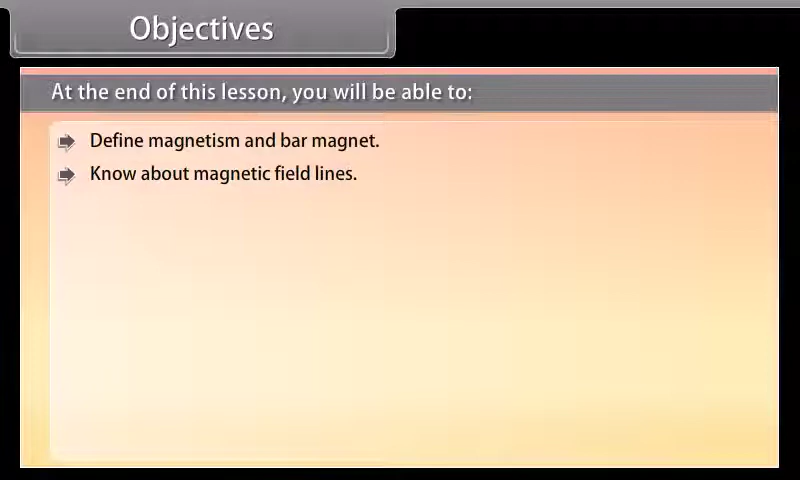 Objectives
At the end of this lesson, you will be able to:
Define magnetism and bar magnet.
Know about magnetic field lines.